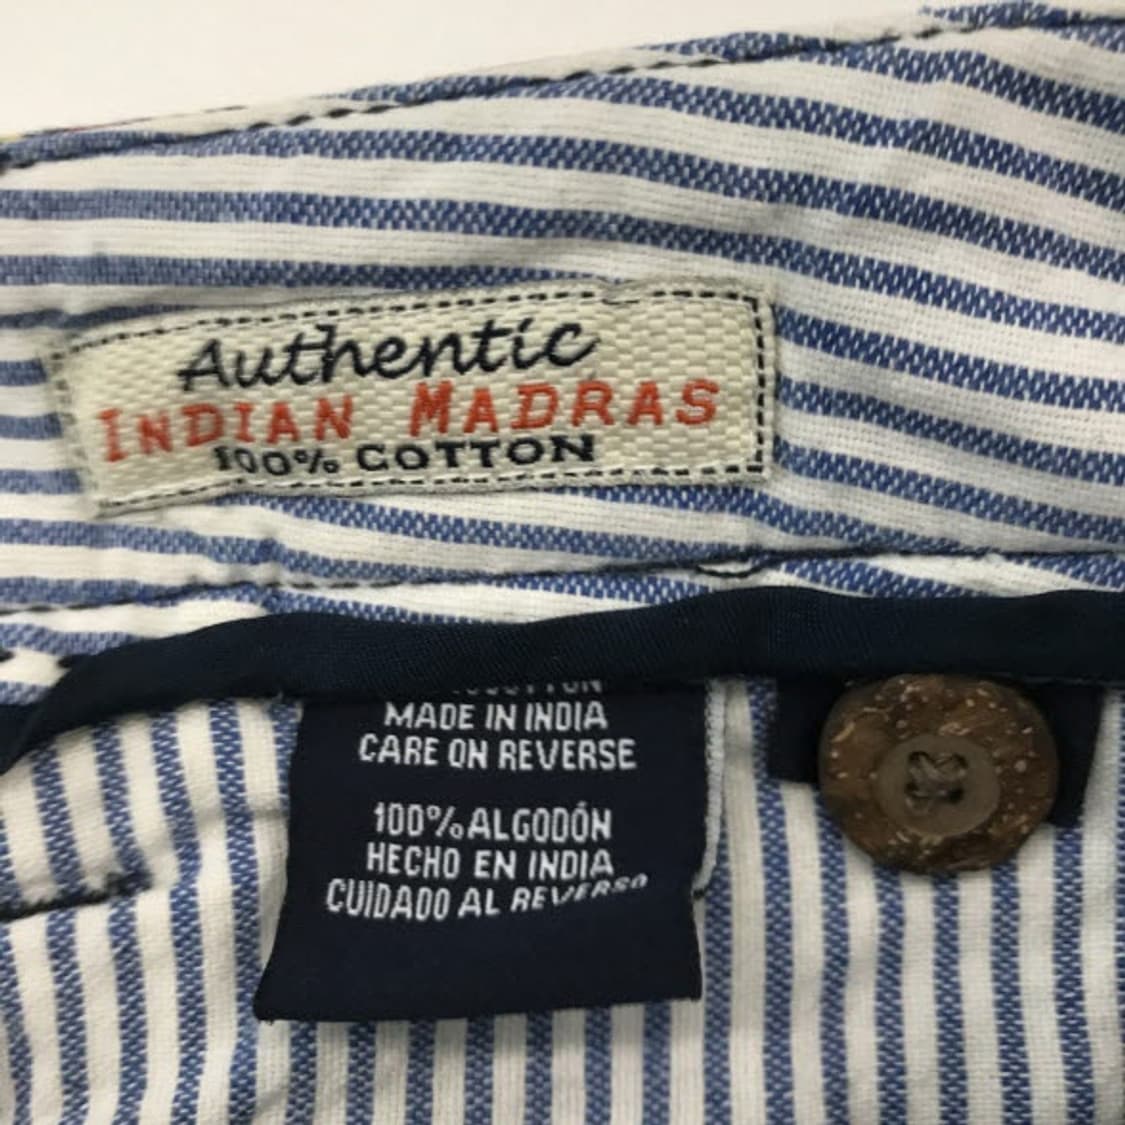 Authentic
INDIAN MADRAS
100% COTTON
MADE IN INDIA
CARE ON REVERSE
100% ALGODÓN
HECHO EN INDIA
CUIDADO AL REVERSO